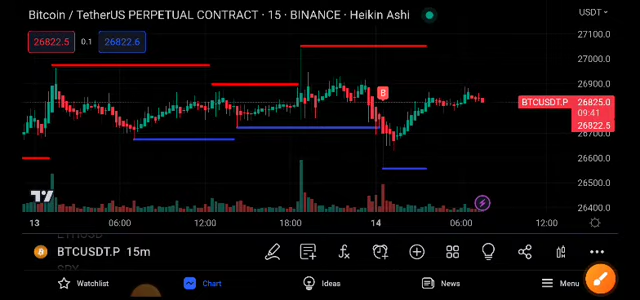 Bitcoin / TetherUS PERPETUAL CONTRACT · 15 · BINANCE · Heikin Ashi
USDT
27100.0
26822.5 0.1 26822.6
27000.0
26900.0
8
BTCUSDT.P 26825.0
09:41
26822.5
26700.0
26600.0
26500.0
26400.0
13 06:00 12:00 18:00 14 06:00 12:00
BTCUSDT.P 15m
Watchlist Chart Ideas News Menu